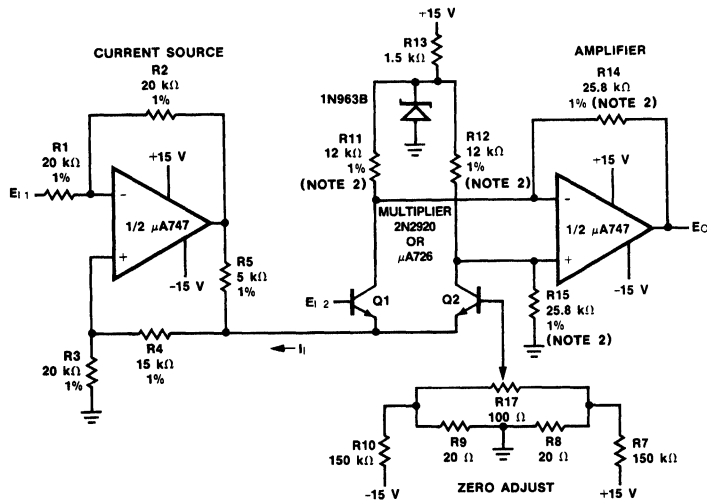 +15 V
CURRENT SOURCE
R13
1.5 kΩ
AMPLIFIER
R2
20 kΩ
1%
R14
25.8 kΩ
1% (NOTE 2)
1N963B
R1
20 kΩ
1%
R11
12 kΩ
1%
(NOTE 2)
R12
12 kΩ
1%
(NOTE 2)
+15 V
+15 V
EI 1
−
1/2 μA747
+
−15 V
MULTIPLIER
2N2920
OR
μA726
−
1/2 μA747
+
−15 V
EO
R5
5 kΩ
1%
EI 2
Q1
Q2
R15
25.8 kΩ
1%
(NOTE 2)
R3
20 kΩ
1%
R4
15 kΩ
1%
II
R17
100 Ω
R10
150 kΩ
R9
20 Ω
R8
20 Ω
R7
150 kΩ
−15 V
ZERO ADJUST
+15 V